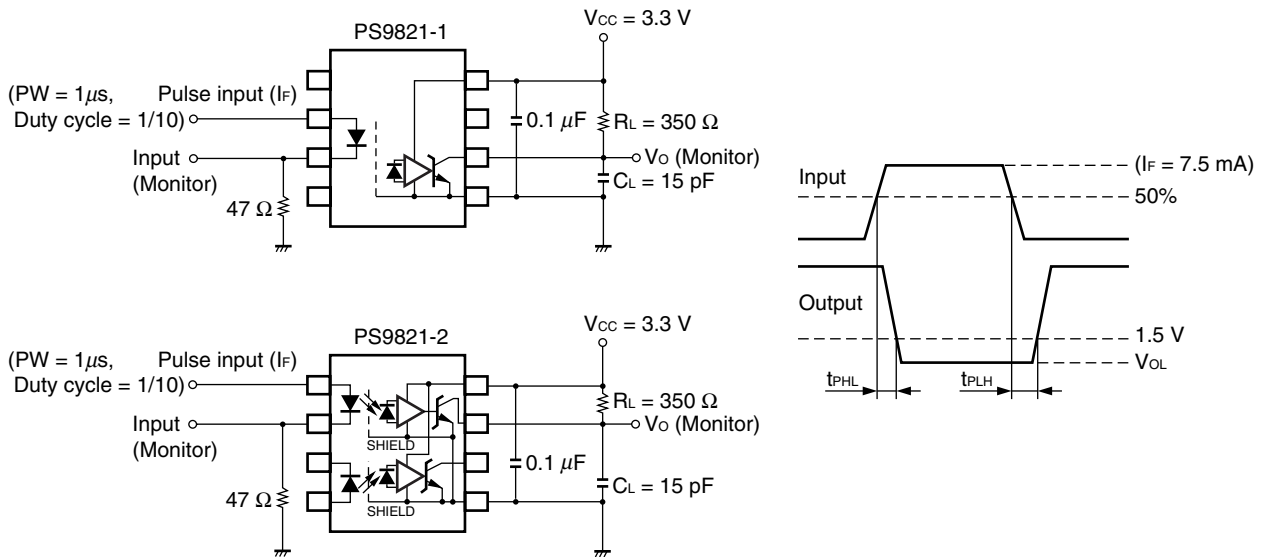 VCC = 3.3 V
PS9821-1
(PW = 1μs,
Pulse input (IF)
Duty cycle = 1/10)
0.1 μF
RL = 350 Ω
Input
(Monitor)
VO (Monitor)
CL = 15 pF
47 Ω
Input
(IF = 7.5 mA)
50%
Output
1.5 V
VOL
tPHL
tPLH
VCC = 3.3 V
PS9821-2
(PW = 1μs,
Pulse input (IF)
Duty cycle = 1/10)
RL = 350 Ω
Input
(Monitor)
VO (Monitor)
SHIELD
0.1 μF
CL = 15 pF
47 Ω
SHIELD